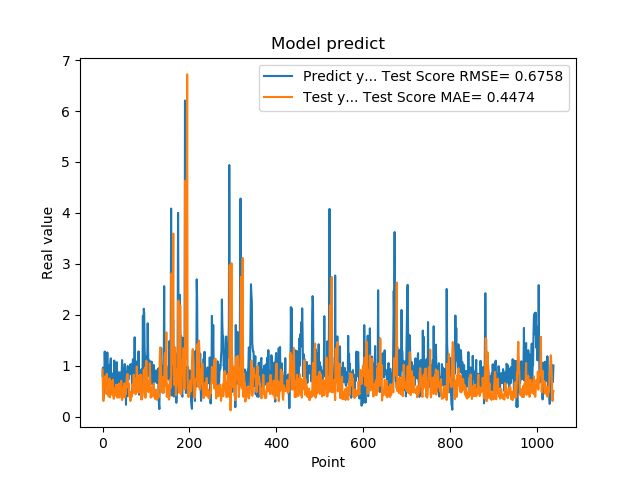 Model predict
Predict y... Test Score RMSE= 0.6758
Test y... Test Score MAE= 0.4474
Real value
7
6
5
4
3
2
1
0
0 200 400 600 800 1000
Point